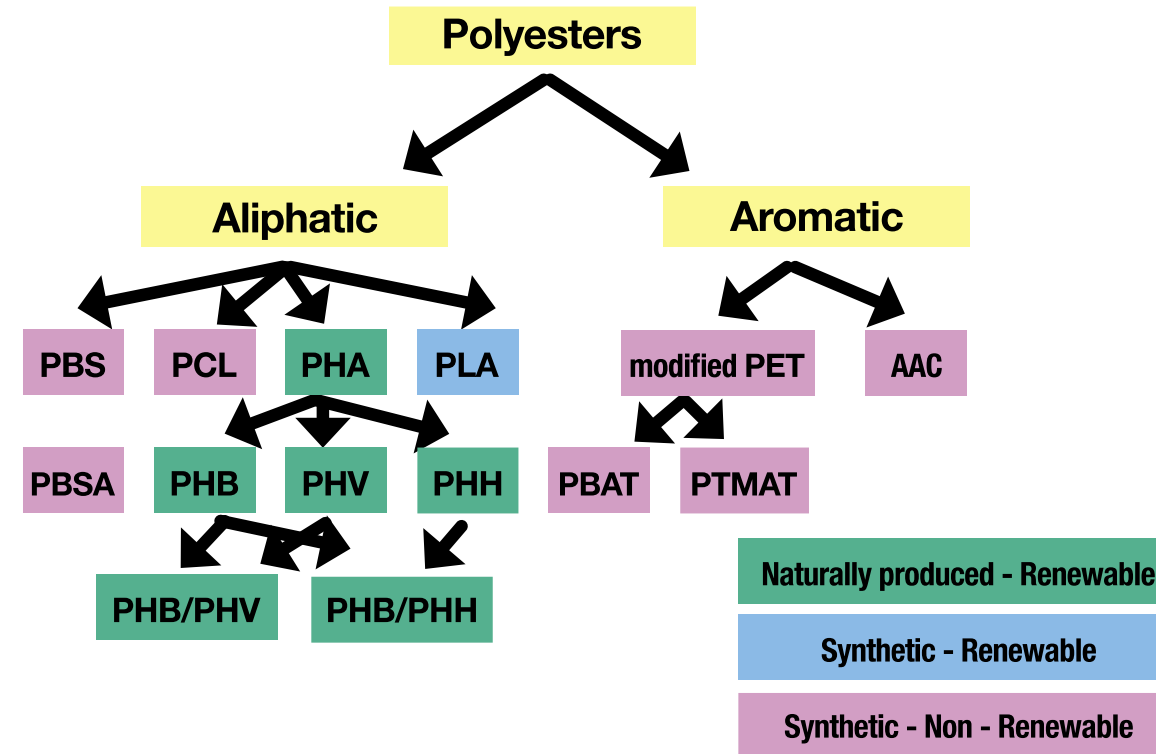 Polyesters
Aliphatic
Aromatic
PBS
PCL
PHA
PLA
modified PET
AAC
PBSA
PHB
PHV
PHH
PBAT
PTMAT
PHB/PHV
PHB/PHH
Naturally produced - Renewable
Synthetic - Renewable
Synthetic - Non - Renewable